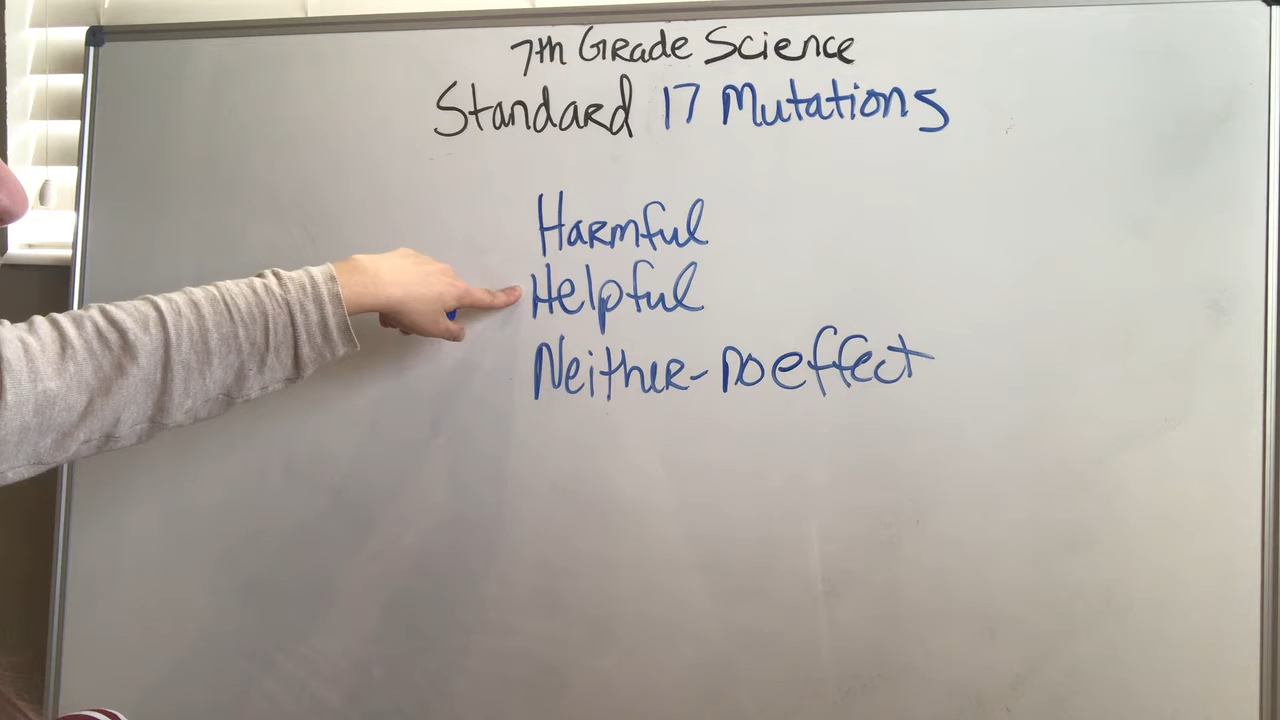 7th Grade Science
Standard 17 Mutations
Harmful
Helpful
Neither-no effect